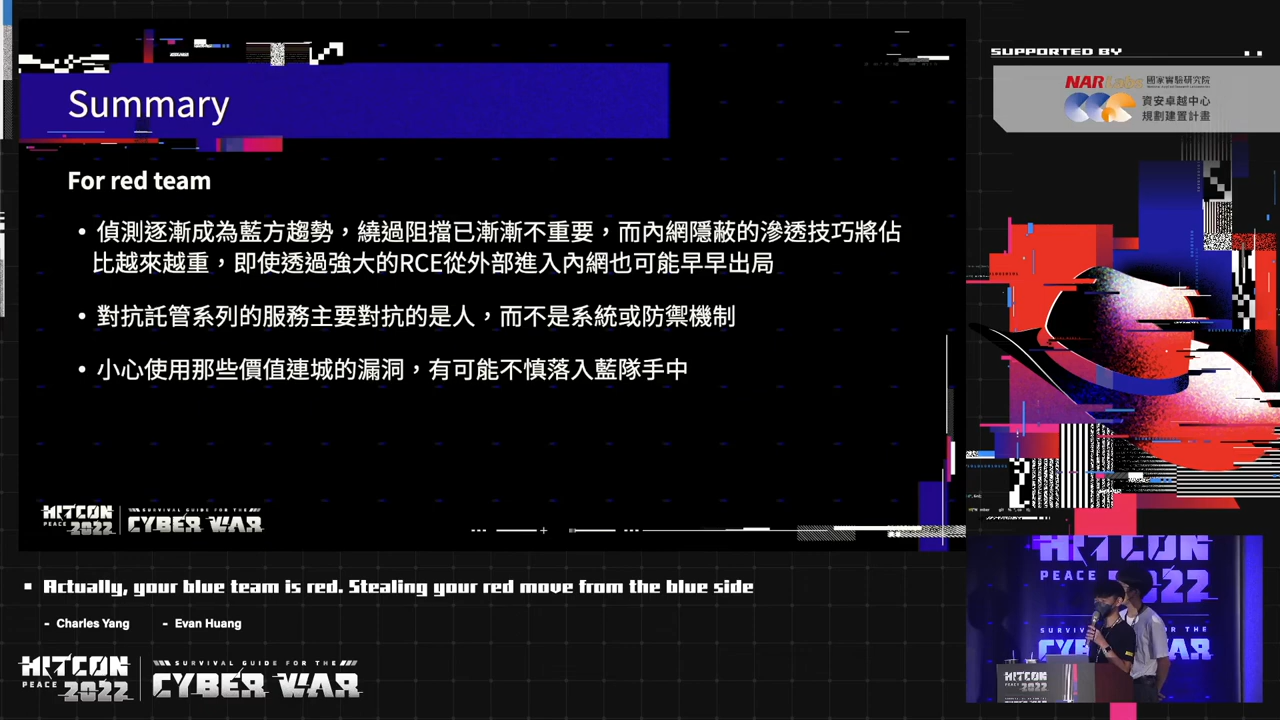 Summary
For red team
• 偵測逐漸成為藍方趨勢，繞過阻擋已漸漸不重要，而內網隱蔽的滲透技巧將佔
比越來越重，即使透過強大的RCE從外部進入內網也可能早早出局
• 對抗託管系列的服務主要對抗的是人，而不是系統或防禦機制
• 小心使用那些價值連城的漏洞，有可能不慎落入藍隊手中
HITCON
PEACE 2022
SURVIVAL GUIDE FOR THE
CYBER WAR
SUPPORTED BY
NARLabs 國家實驗研究院
資安卓越中心
規劃建置計畫
Actually, your blue team is red. Stealing your red move from the blue side
- Charles Yang - Evan Huang
HITCON
PEACE 2022
SURVIVAL GUIDE FOR THE
CYBER WAR
HITCON
PEACE 2022
CYBER WAR
HITCON
PEACE 2022